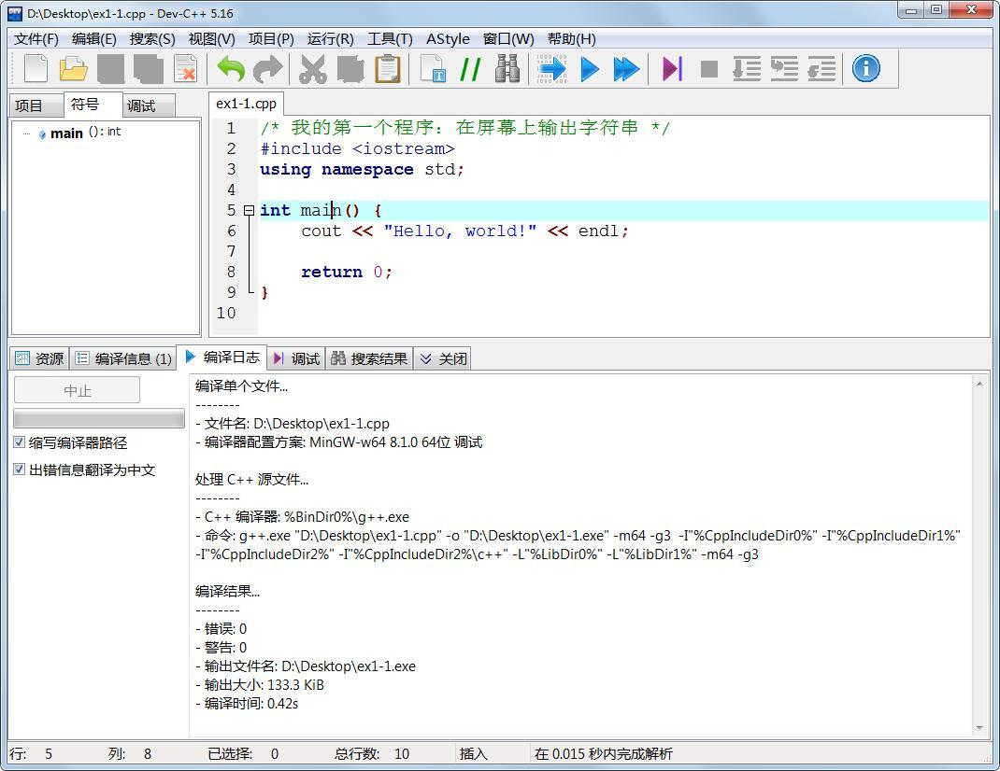 D:\Desktop\ex1-1.cpp - Dev-C++ 5.16
文件(F) 编辑(E) 搜索(S) 视图(V) 项目(P) 运行(R) 工具(T) AStyle 窗口(W) 帮助(H)
项目 符号 调试
main () : int
ex1-1.cpp
1 /* 我的第一个程序: 在屏幕上输出字符串 */
2 #include <iostream>
3 using namespace std;
4
5 int main() {
6 cout << "Hello, world!" << endl;
7
8 return 0;
9 }
10
资源 编译信息 (1) 编译日志 调试 搜索结果 关闭
中止
缩写编译器路径
出错信息翻译为中文
编译单个文件...
--------
- 文件名: D:\Desktop\ex1-1.cpp
- 编译器配置方案: MinGW-w64 8.1.0 64位 调试
处理 C++ 源文件...
--------
- C++ 编译器: %BinDir0%\g++.exe
- 命令: g++.exe "D:\Desktop\ex1-1.cpp" -o "D:\Desktop\ex1-1.exe" -m64 -g3 -I"%CppIncludeDir0%" -I"%CppIncludeDir1%"
-I"%CppIncludeDir2%" -I"%CppIncludeDir2%\c++" -L"%LibDir0%" -L"%LibDir1%" -m64 -g3
编译结果...
--------
- 错误: 0
- 警告: 0
- 输出文件名: D:\Desktop\ex1-1.exe
- 输出大小: 133.3 KiB
- 编译时间: 0.42s
行: 5 列: 8 已选择: 0 总行数: 10 插入 在 0.015 秒内完成解析